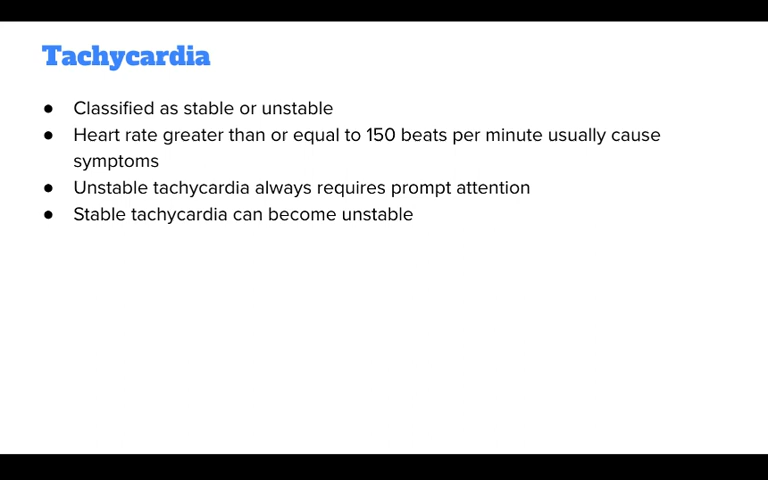 Tachycardia
● Classified as stable or unstable
● Heart rate greater than or equal to 150 beats per minute usually cause
symptoms
● Unstable tachycardia always requires prompt attention
● Stable tachycardia can become unstable